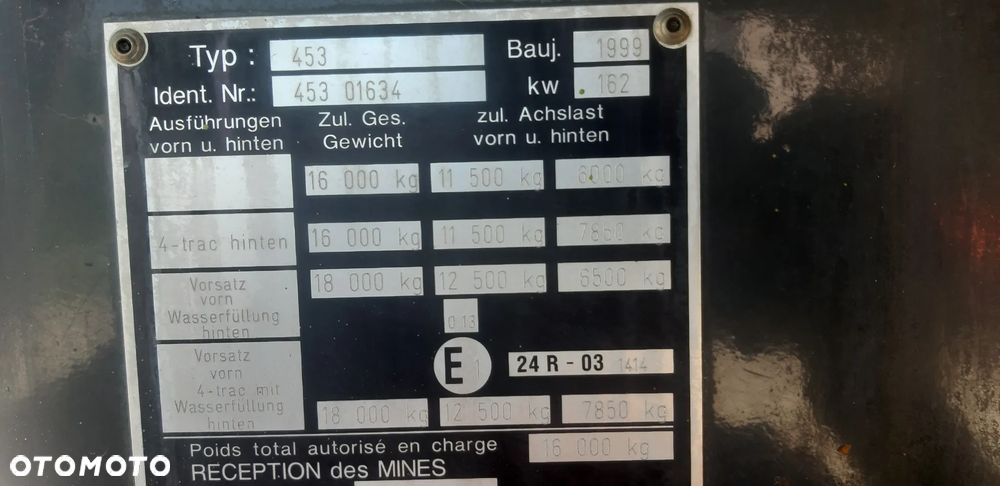 Typ : 453 Bauj. 1999
Ident. Nr.: 453 01634 kw 162
Ausführungen vorn u. hinten Zul. Ges. Gewicht zul. Achslast vorn u. hinten
16 000 kg 11 500 kg 6000 kg
4-trac hinten 16 000 kg 11 500 kg 7850 kg
Vorsatz vorn Wasserfüllung hinten 18 000 kg 12 500 kg 6500 kg
0.13
E 1 24 R - 03 1414
Vorsatz vorn 4-trac mit Wasserfüllung hinten 18 000 kg 12 500 kg 7850 kg
Poids total autorisé en charge 16 000 kg
RECEPTION des MINES
OTOMOTO